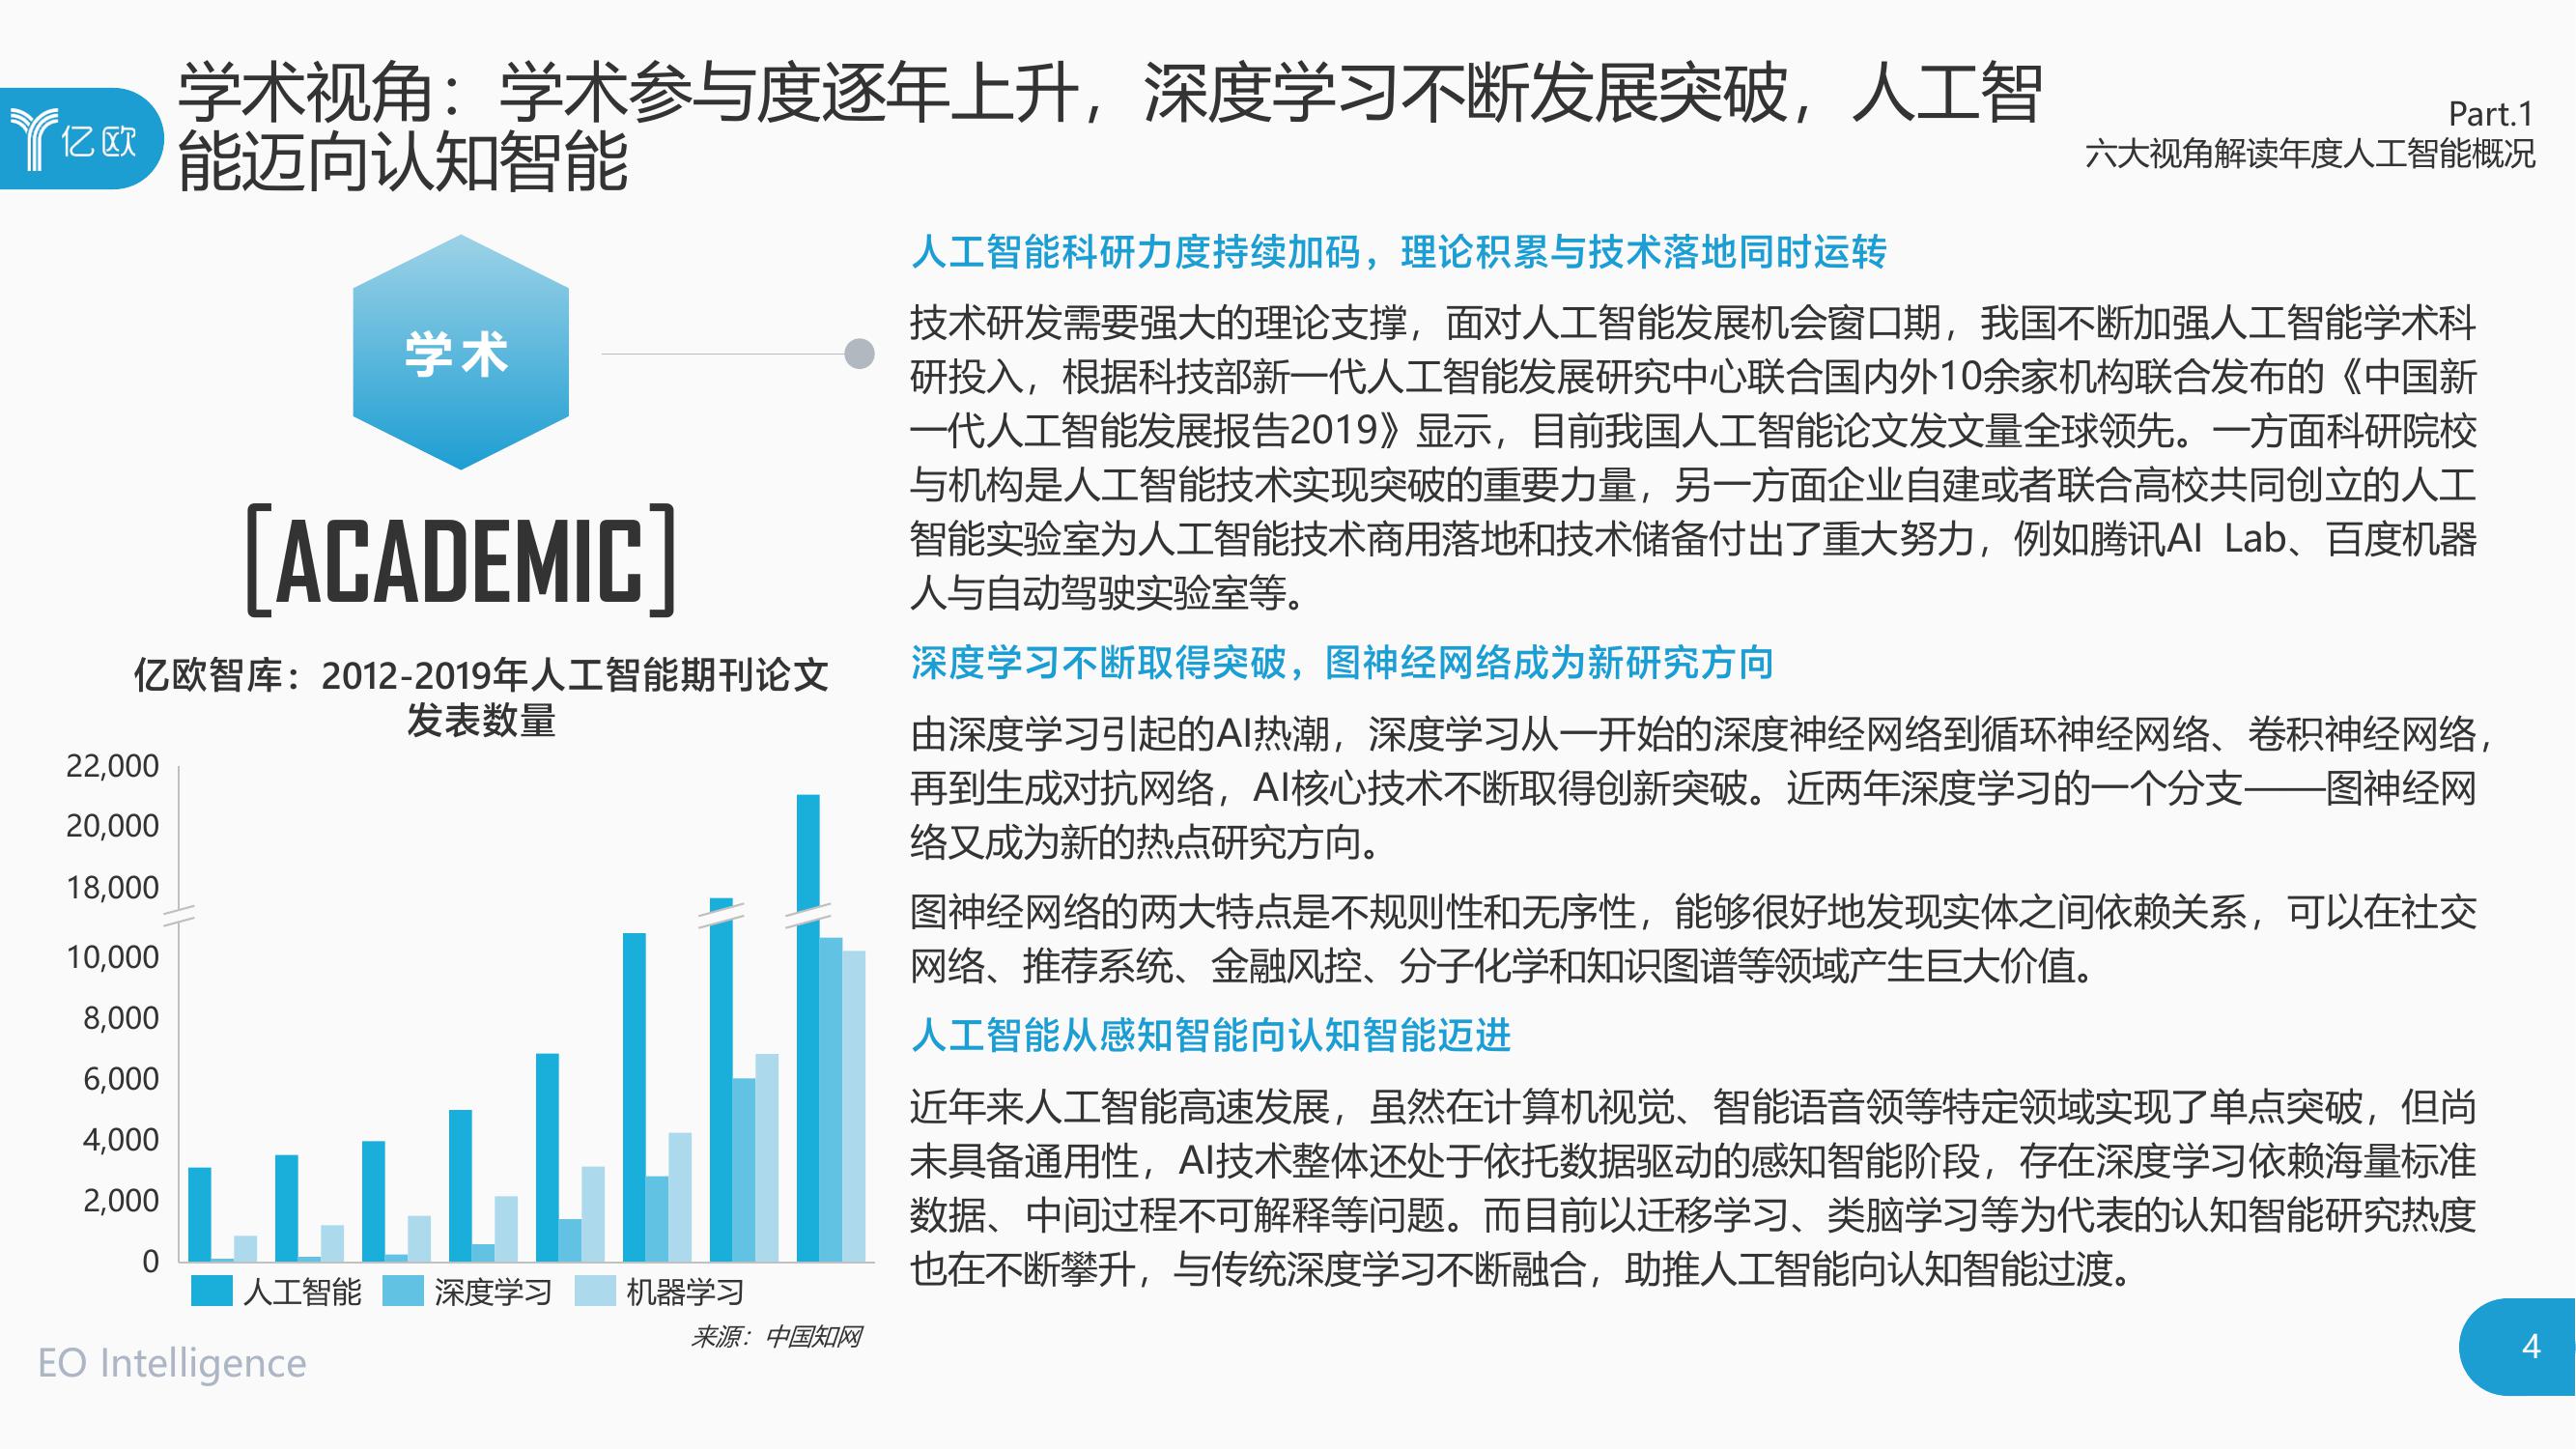 学术视角：学术参与度逐年上升，深度学习不断发展突破，人工智
能迈向认知智能
亿欧
Part.1
六大视角解读年度人工智能概况
学术
[ACADEMIC]
亿欧智库：2012-2019年人工智能期刊论文
发表数量
22,000
20,000
18,000
10,000
8,000
6,000
4,000
2,000
0
人工智能 深度学习 机器学习
来源：中国知网
人工智能科研力度持续加码，理论积累与技术落地同时运转
技术研发需要强大的理论支撑，面对人工智能发展机会窗口期，我国不断加强人工智能学术科
研投入，根据科技部新一代人工智能发展研究中心联合国内外10余家机构联合发布的《中国新
一代人工智能发展报告2019》显示，目前我国人工智能论文发文量全球领先。一方面科研院校
与机构是人工智能技术实现突破的重要力量，另一方面企业自建或者联合高校共同创立的人工
智能实验室为人工智能技术商用落地和技术储备付出了重大努力，例如腾讯AI Lab、百度机器
人与自动驾驶实验室等。
深度学习不断取得突破，图神经网络成为新研究方向
由深度学习引起的AI热潮，深度学习从一开始的深度神经网络到循环神经网络、卷积神经网络，
再到生成对抗网络，AI核心技术不断取得创新突破。近两年深度学习的一个分支——图神经网
络又成为新的热点研究方向。
图神经网络的两大特点是不规则性和无序性，能够很好地发现实体之间依赖关系，可以在社交
网络、推荐系统、金融风控、分子化学和知识图谱等领域产生巨大价值。
人工智能从感知智能向认知智能迈进
近年来人工智能高速发展，虽然在计算机视觉、智能语音领等特定领域实现了单点突破，但尚
未具备通用性，AI技术整体还处于依托数据驱动的感知智能阶段，存在深度学习依赖海量标准
数据、中间过程不可解释等问题。而目前以迁移学习、类脑学习等为代表的认知智能研究热度
也在不断攀升，与传统深度学习不断融合，助推人工智能向认知智能过渡。
EO Intelligence
4